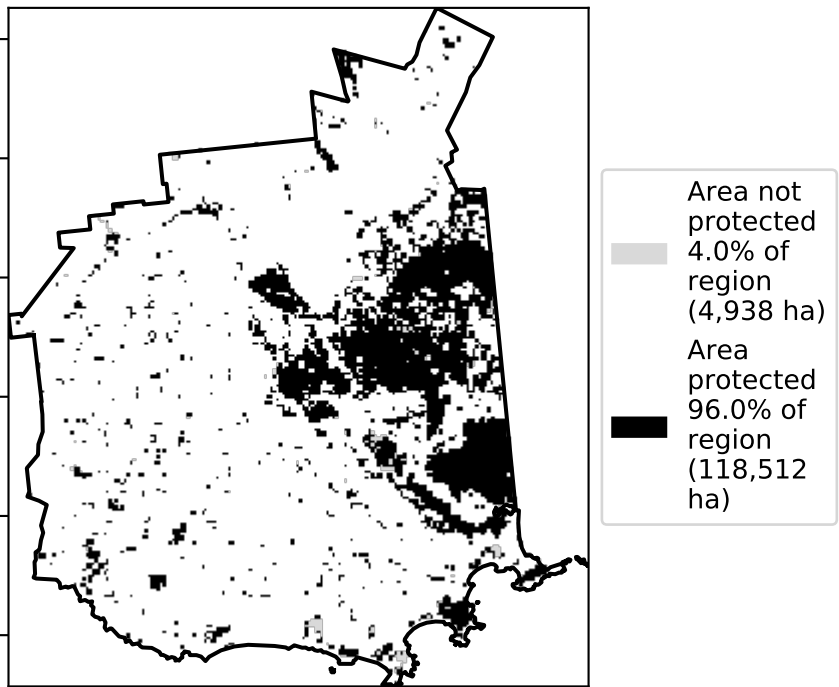 Area not
protected
4.0% of
region
(4,938 ha)
Area
protected
96.0% of
region
(118,512
ha)